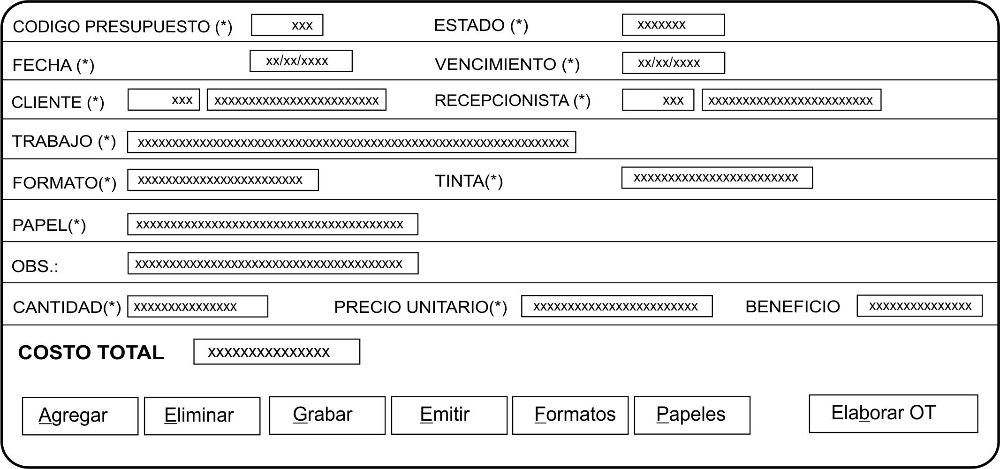 CODIGO PRESUPUESTO (*) xxx ESTADO (*) xxxxxxx
FECHA (*) xx/xx/xxxx VENCIMIENTO (*) xx/xx/xxxx
CLIENTE (*) xxx xxxxxxxxxxxxxxxxxxxxxxxx RECEPCIONISTA (*) xxx xxxxxxxxxxxxxxxxxxxxxxxx
TRABAJO (*) xxxxxxxxxxxxxxxxxxxxxxxxxxxxxxxxxxxxxxxxxxxxxxxxxxxxxxxxxxxxxxx
FORMATO(*) xxxxxxxxxxxxxxxxxxxxxxxx TINTA(*) xxxxxxxxxxxxxxxxxxxxxxxx
PAPEL(*) xxxxxxxxxxxxxxxxxxxxxxxxxxxxxxxxxxxxxxx
OBS.: xxxxxxxxxxxxxxxxxxxxxxxxxxxxxxxxxxxxxxx
CANTIDAD(*) xxxxxxxxxxxxxxx PRECIO UNITARIO(*) xxxxxxxxxxxxxxxxxxxxxxxx BENEFICIO xxxxxxxxxxxxxxx
COSTO TOTAL xxxxxxxxxxxxxxx
Agregar Eliminar Grabar Emitir Formatos Papeles Elaborar OT